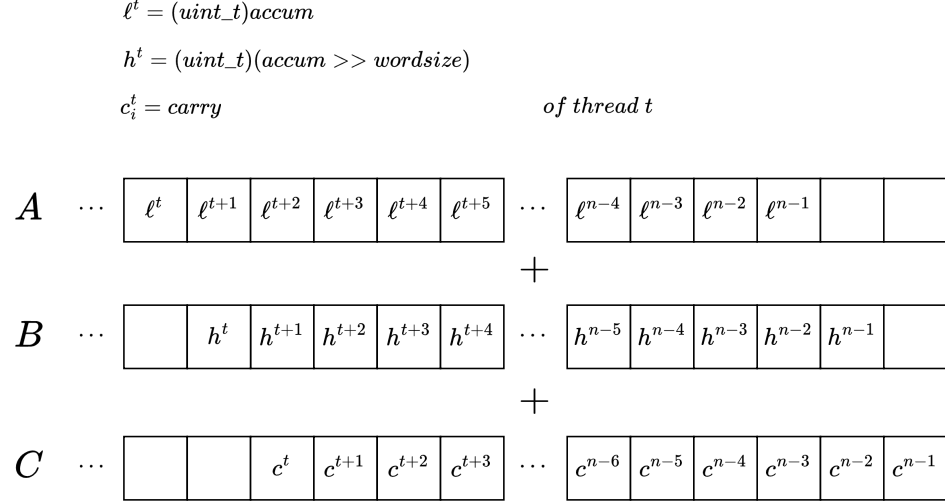 ℓ^t = (uint_t)accum
h^t = (uint_t)(accum >> wordsize)
c_i^t = carry of thread t
A ⋯ ℓ^t ℓ^{t+1} ℓ^{t+2} ℓ^{t+3} ℓ^{t+4} ℓ^{t+5} ⋯ ℓ^{n−4} ℓ^{n−3} ℓ^{n−2} ℓ^{n−1}
+
B ⋯ h^t h^{t+1} h^{t+2} h^{t+3} h^{t+4} ⋯ h^{n−5} h^{n−4} h^{n−3} h^{n−2} h^{n−1}
+
C ⋯ c^t c^{t+1} c^{t+2} c^{t+3} ⋯ c^{n−6} c^{n−5} c^{n−4} c^{n−3} c^{n−2} c^{n−1}